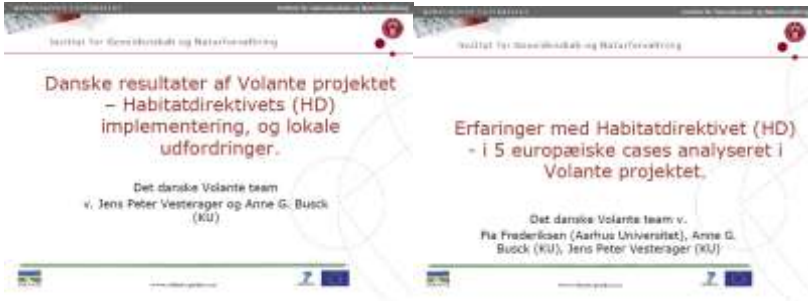 Institut for Geovidenskab og Naturforvaltning
Danske resultater af Volante projektet
– Habitatdirektivets (HD)
implementering, og lokale
udfordringer.
Det danske Volante team
v. Jens Peter Vesterager og Anne G. Busck
(KU)
Institut for Geovidenskab og Naturforvaltning
Erfaringer med Habitatdirektivet (HD)
- i 5 europæiske cases analyseret i
Volante projektet.
Det danske Volante team v.
Pia Frederiksen (Aarhus Universitet), Anne G.
Busck (KU), Jens Peter Vesterager (KU)